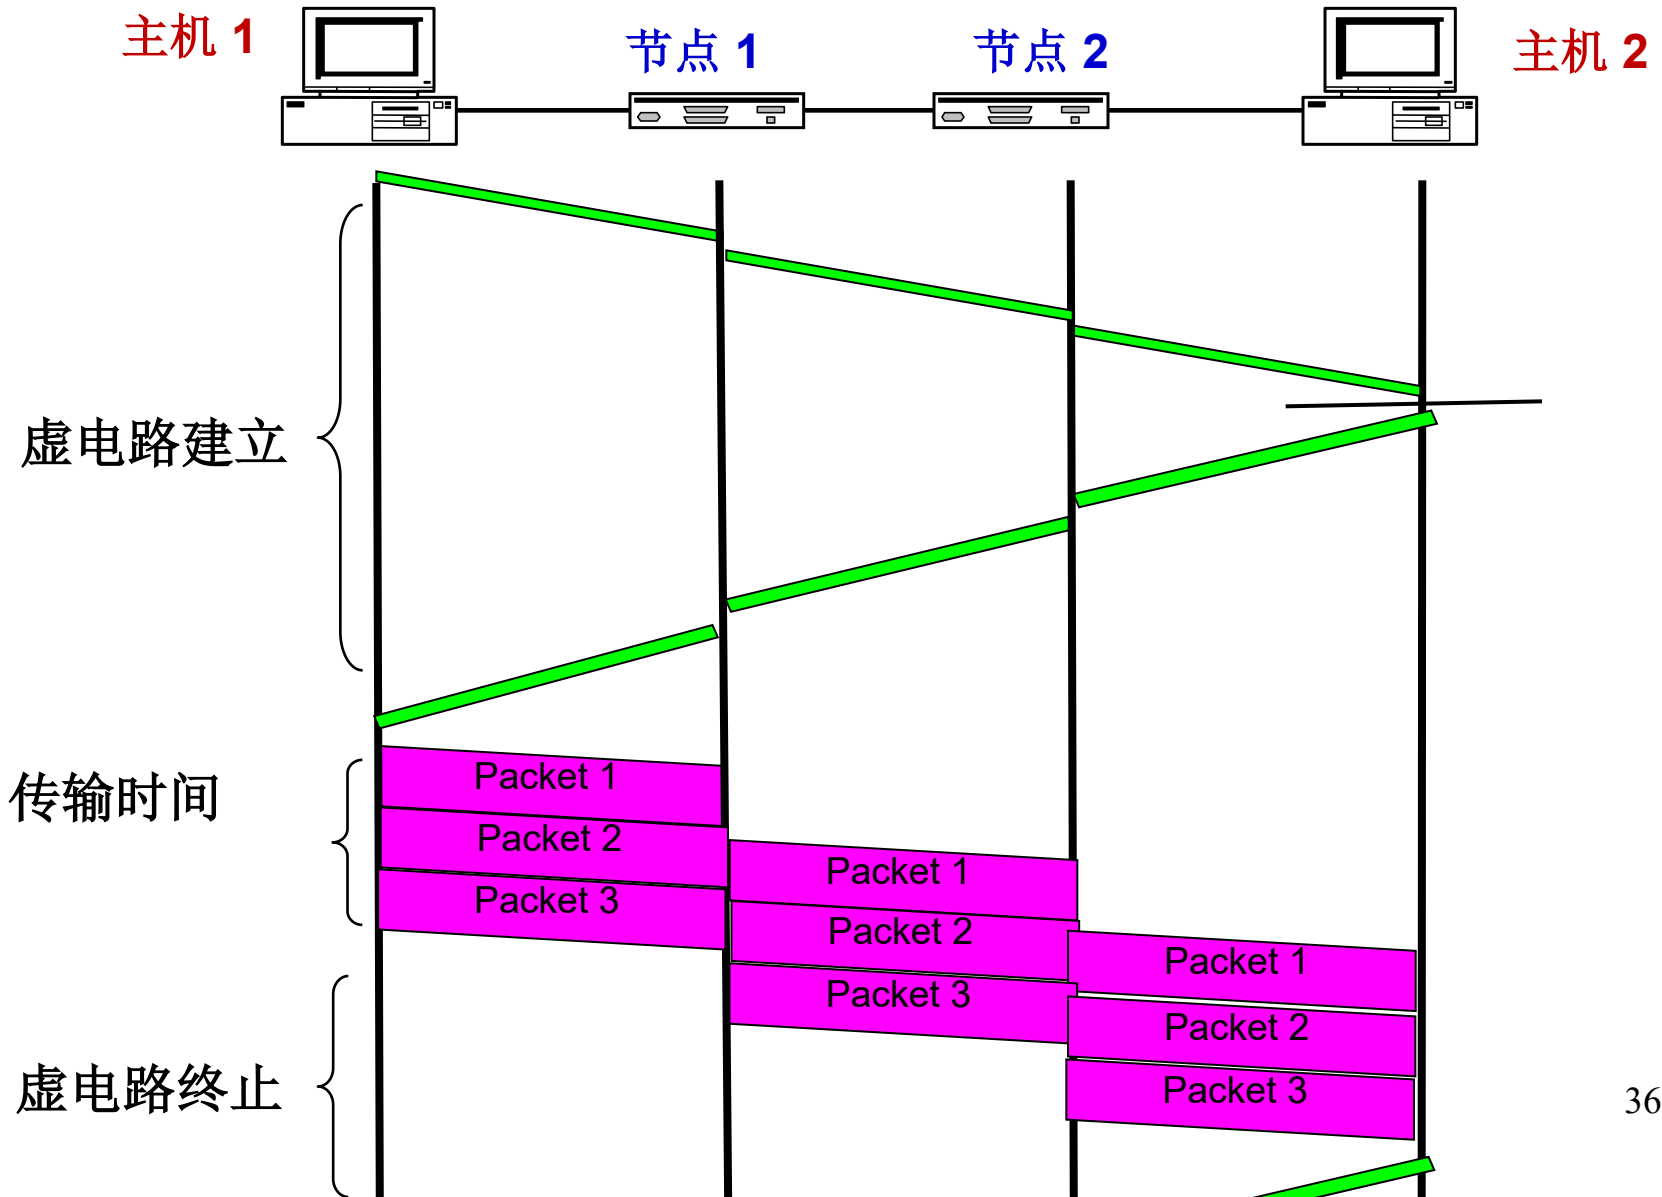 主机 1
节点 1
节点 2
主机 2
虚电路建立
传输时间
Packet 1
Packet 2
Packet 3
Packet 1
Packet 2
Packet 3
Packet 1
Packet 2
Packet 3
虚电路终止
36